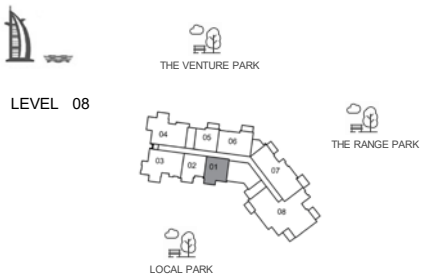 THE VENTURE PARK
LEVEL 08
THE RANGE PARK
04
05
06
03
02
01
07
08
LOCAL PARK